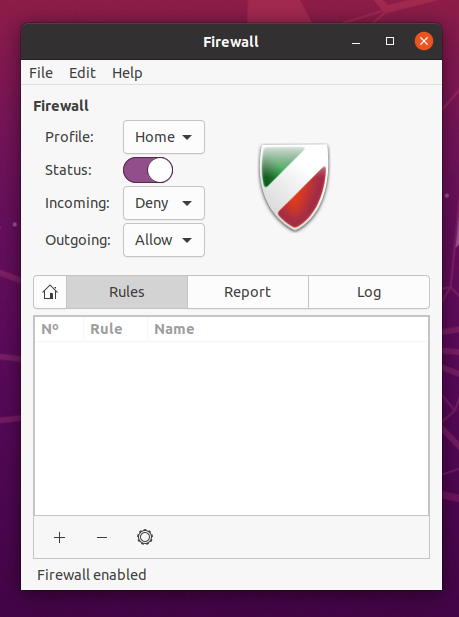 Firewall
File Edit Help
Firewall
Profile: Home
Status:
Incoming: Deny
Outgoing: Allow
Rules Report Log
Nº Rule Name
Firewall enabled